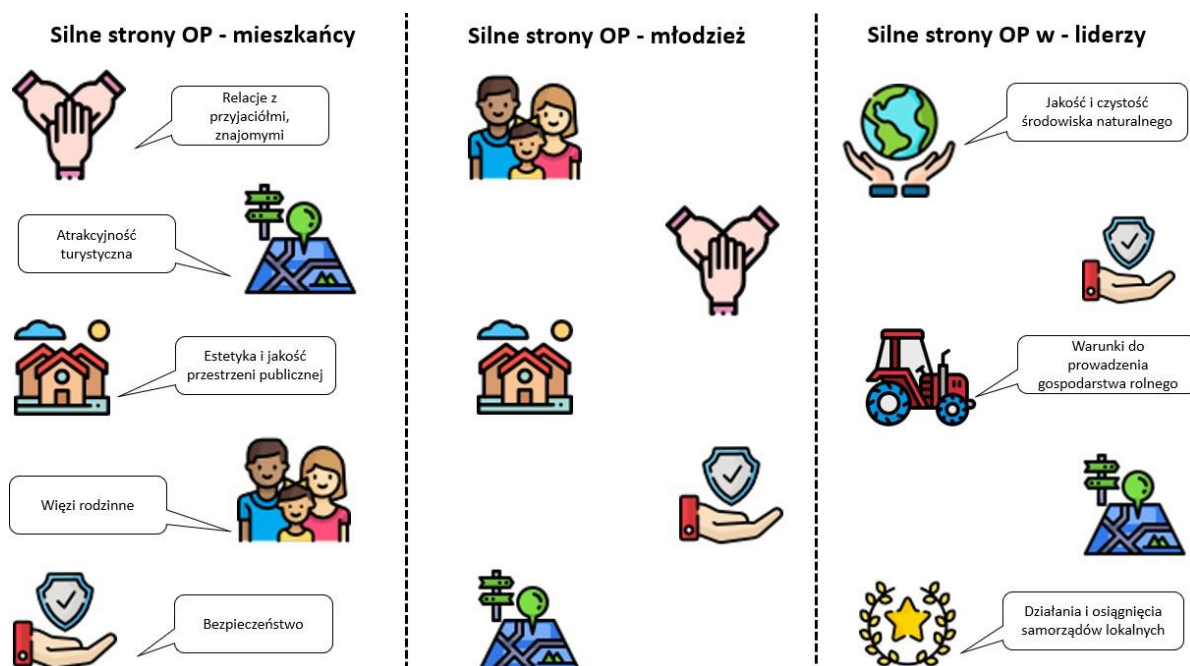 Silne strony OP - mieszkańcy
Relacje z
przyjaciółmi,
znajomymi
Atrakcyjność
turystyczna
Estetyka i jakość
przestrzeni publicznej
Więzi rodzinne
Bezpieczeństwo
Silne strony OP - młodzież
Silne strony OP w - liderzy
Jakość i czystość
środowiska naturalnego
Warunki do
prowadzenia
gospodarstwa rolnego
Działania i osiągnięcia
samorządów lokalnych